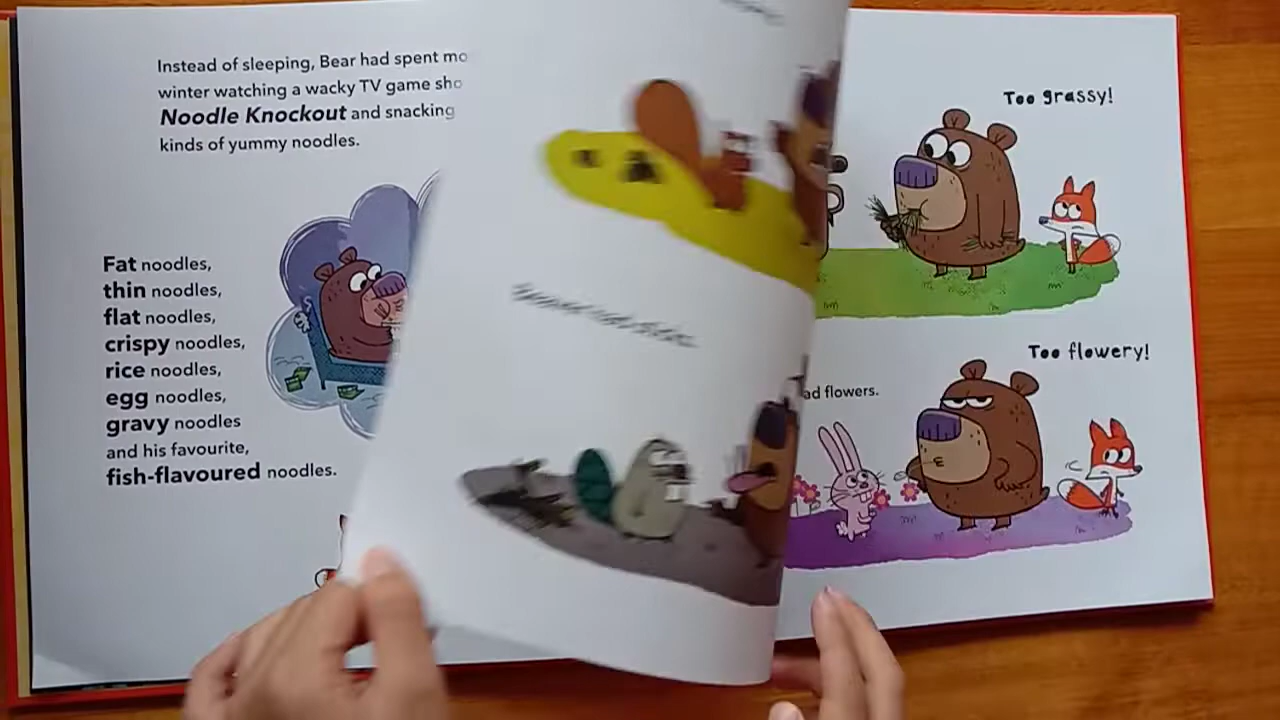 Instead of sleeping, Bear had spent mo
winter watching a wacky TV game sho
Noodle Knockout and snacking
kinds of yummy noodles.
Fat noodles,
thin noodles,
flat noodles,
crispy noodles,
rice noodles,
egg noodles,
gravy noodles
and his favourite,
fish-flavoured noodles.
Too grassy!
Too flowery!
ad flowers.